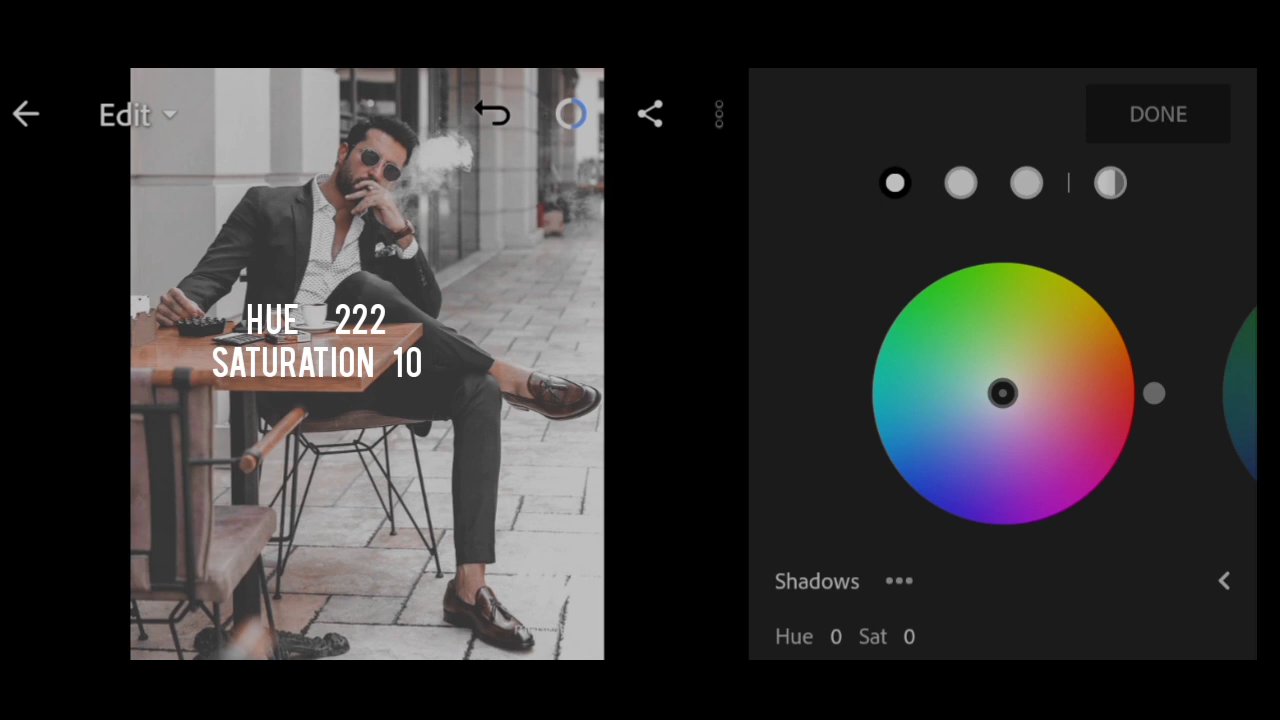 Edit
DONE
HUE 222
SATURATION 10
Shadows
Hue 0 Sat 0